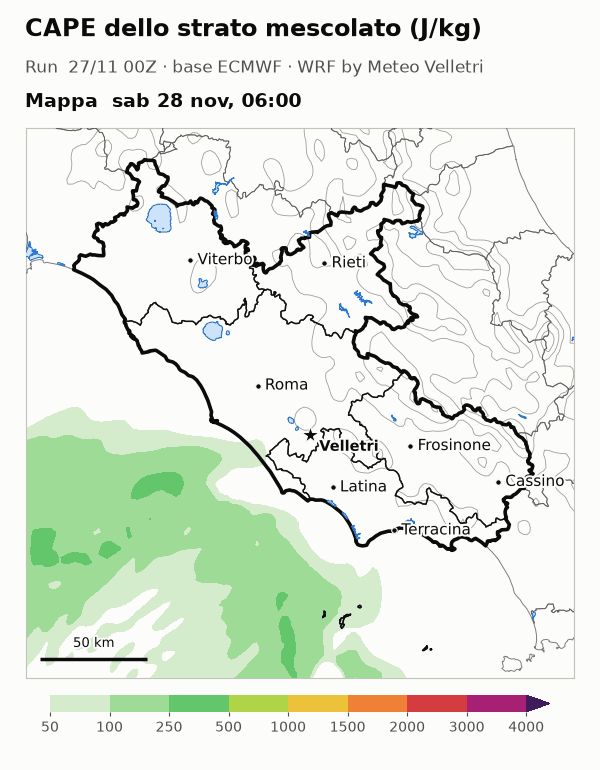 CAPE dello strato mescolato (J/kg)
Run 27/11 00Z · base ECMWF · WRF by Meteo Velletri
Mappa sab 28 nov, 06:00
Viterbo
Rieti
Roma
Velletri
Frosinone
Cassino
Latina
Terracina
50 km
50 100 250 500 1000 1500 2000 3000 4000